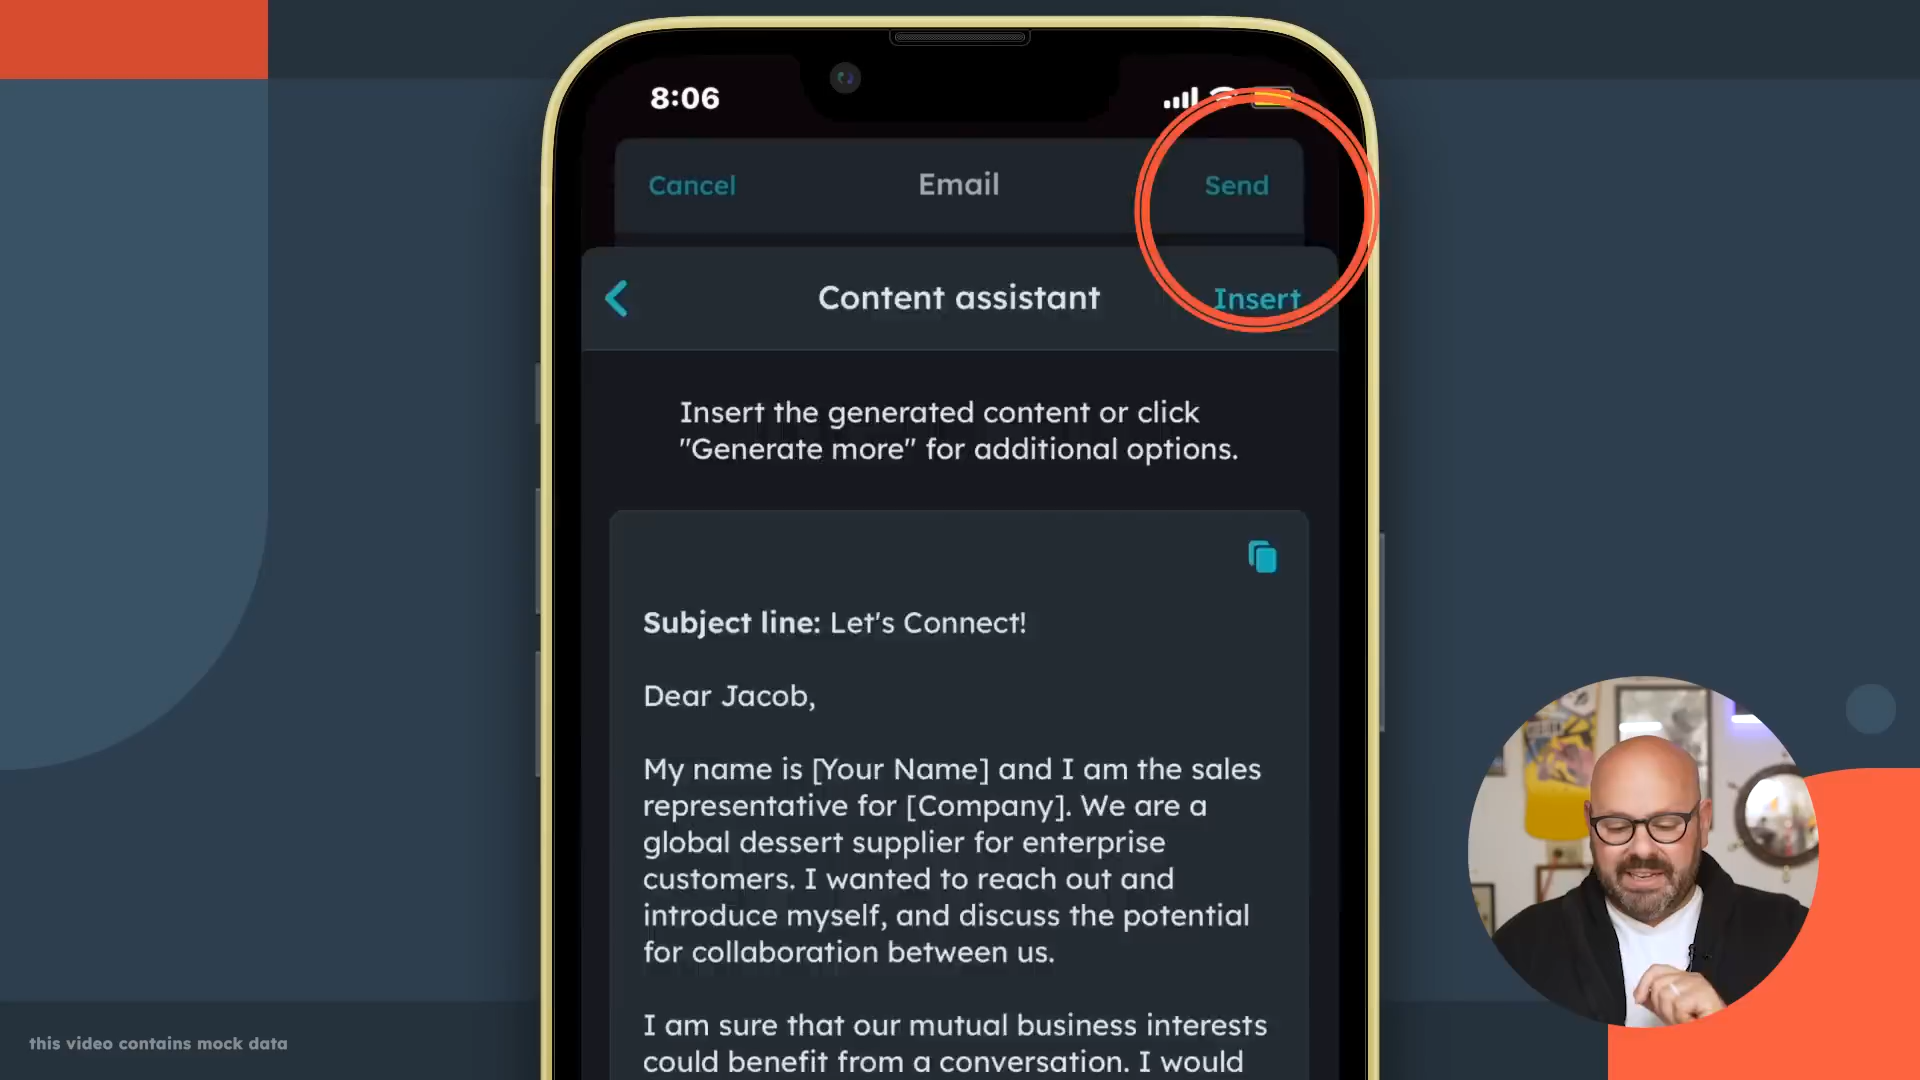 8:06
Cancel
Email
Send
Content assistant
Insert
Insert the generated content or click
"Generate more" for additional options.
Subject line: Let's Connect!
Dear Jacob,
My name is [Your Name] and I am the sales
representative for [Company]. We are a
global dessert supplier for enterprise
customers. I wanted to reach out and
introduce myself, and discuss the potential
for collaboration between us.
I am sure that our mutual business interests
could benefit from a conversation. I would
this video contains mock data